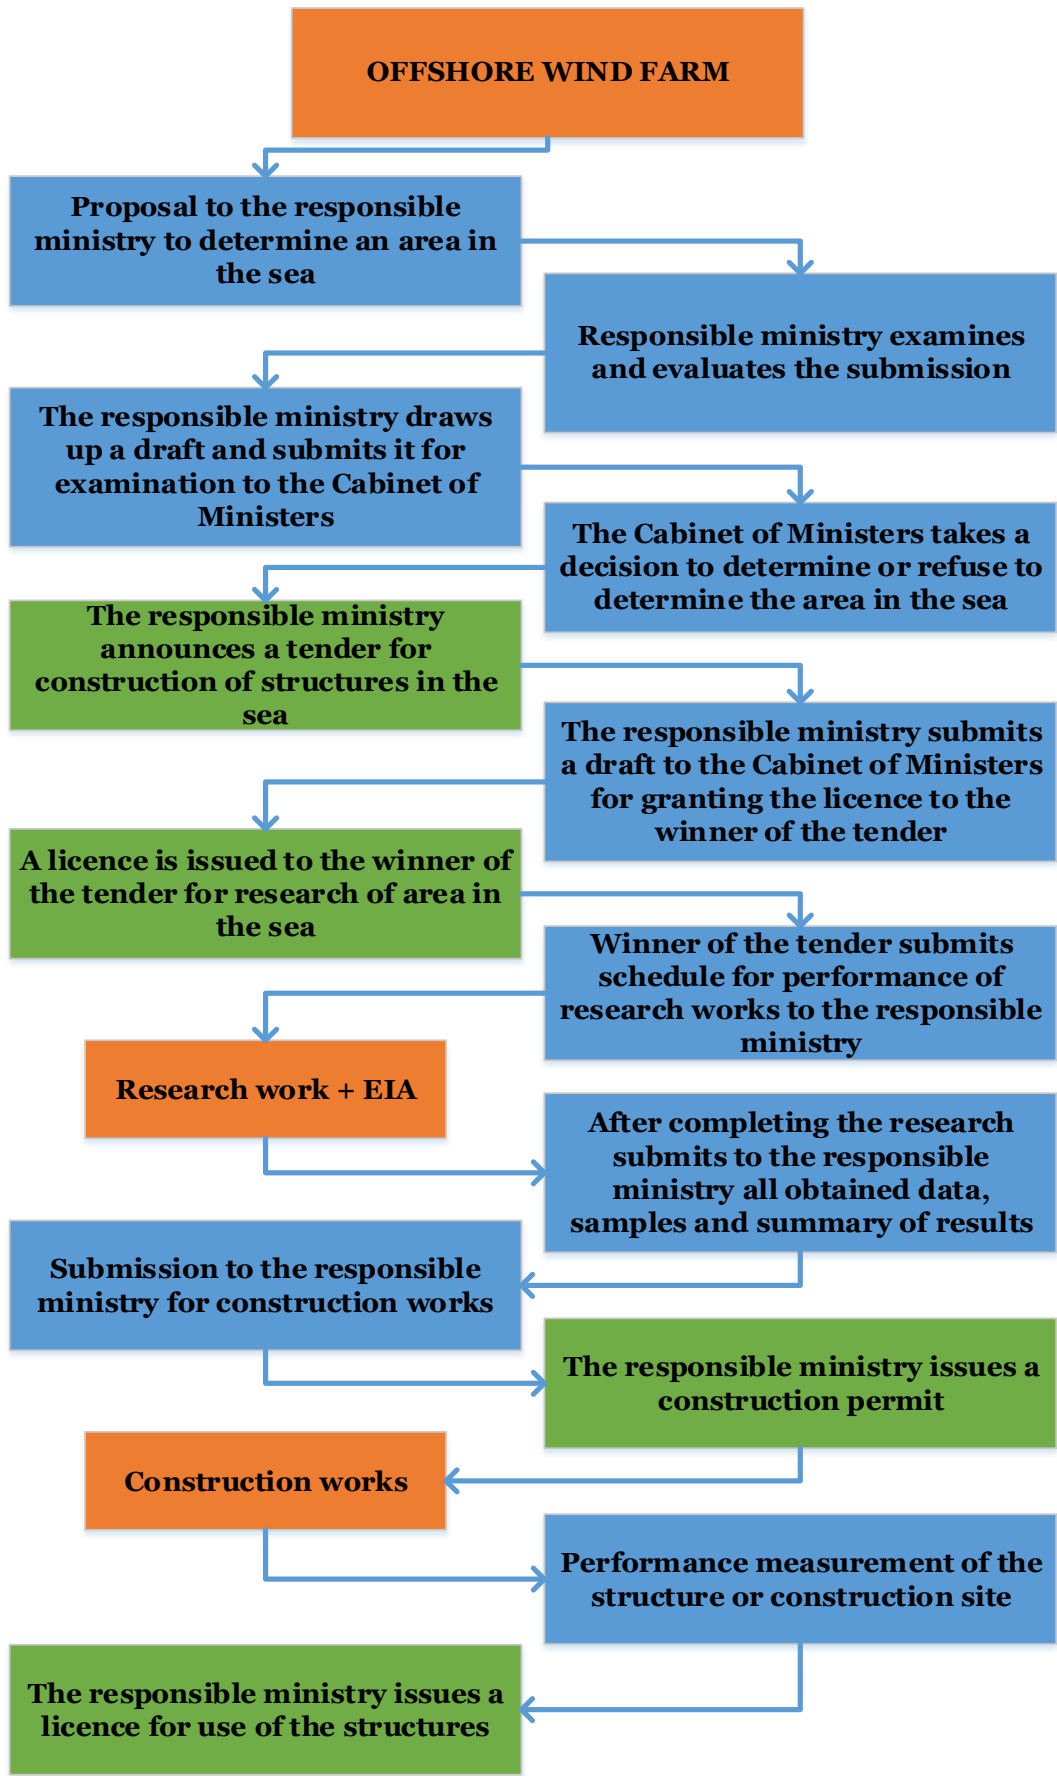 OFFSHORE WIND FARM
Proposal to the responsible
ministry to determine an area in
the sea
Responsible ministry examines
and evaluates the submission
The responsible ministry draws
up a draft and submits it for
examination to the Cabinet of
Ministers
The Cabinet of Ministers takes a
decision to determine or refuse to
determine the area in the sea
The responsible ministry
announces a tender for
construction of structures in the
sea
The responsible ministry submits
a draft to the Cabinet of Ministers
for granting the licence to the
winner of the tender
A licence is issued to the winner of
the tender for research of area in
the sea
Winner of the tender submits
schedule for performance of
research works to the responsible
ministry
Research work + EIA
After completing the research
submits to the responsible
ministry all obtained data,
samples and summary of results
Submission to the responsible
ministry for construction works
The responsible ministry issues a
construction permit
Construction works
Performance measurement of the
structure or construction site
The responsible ministry issues a
licence for use of the structures